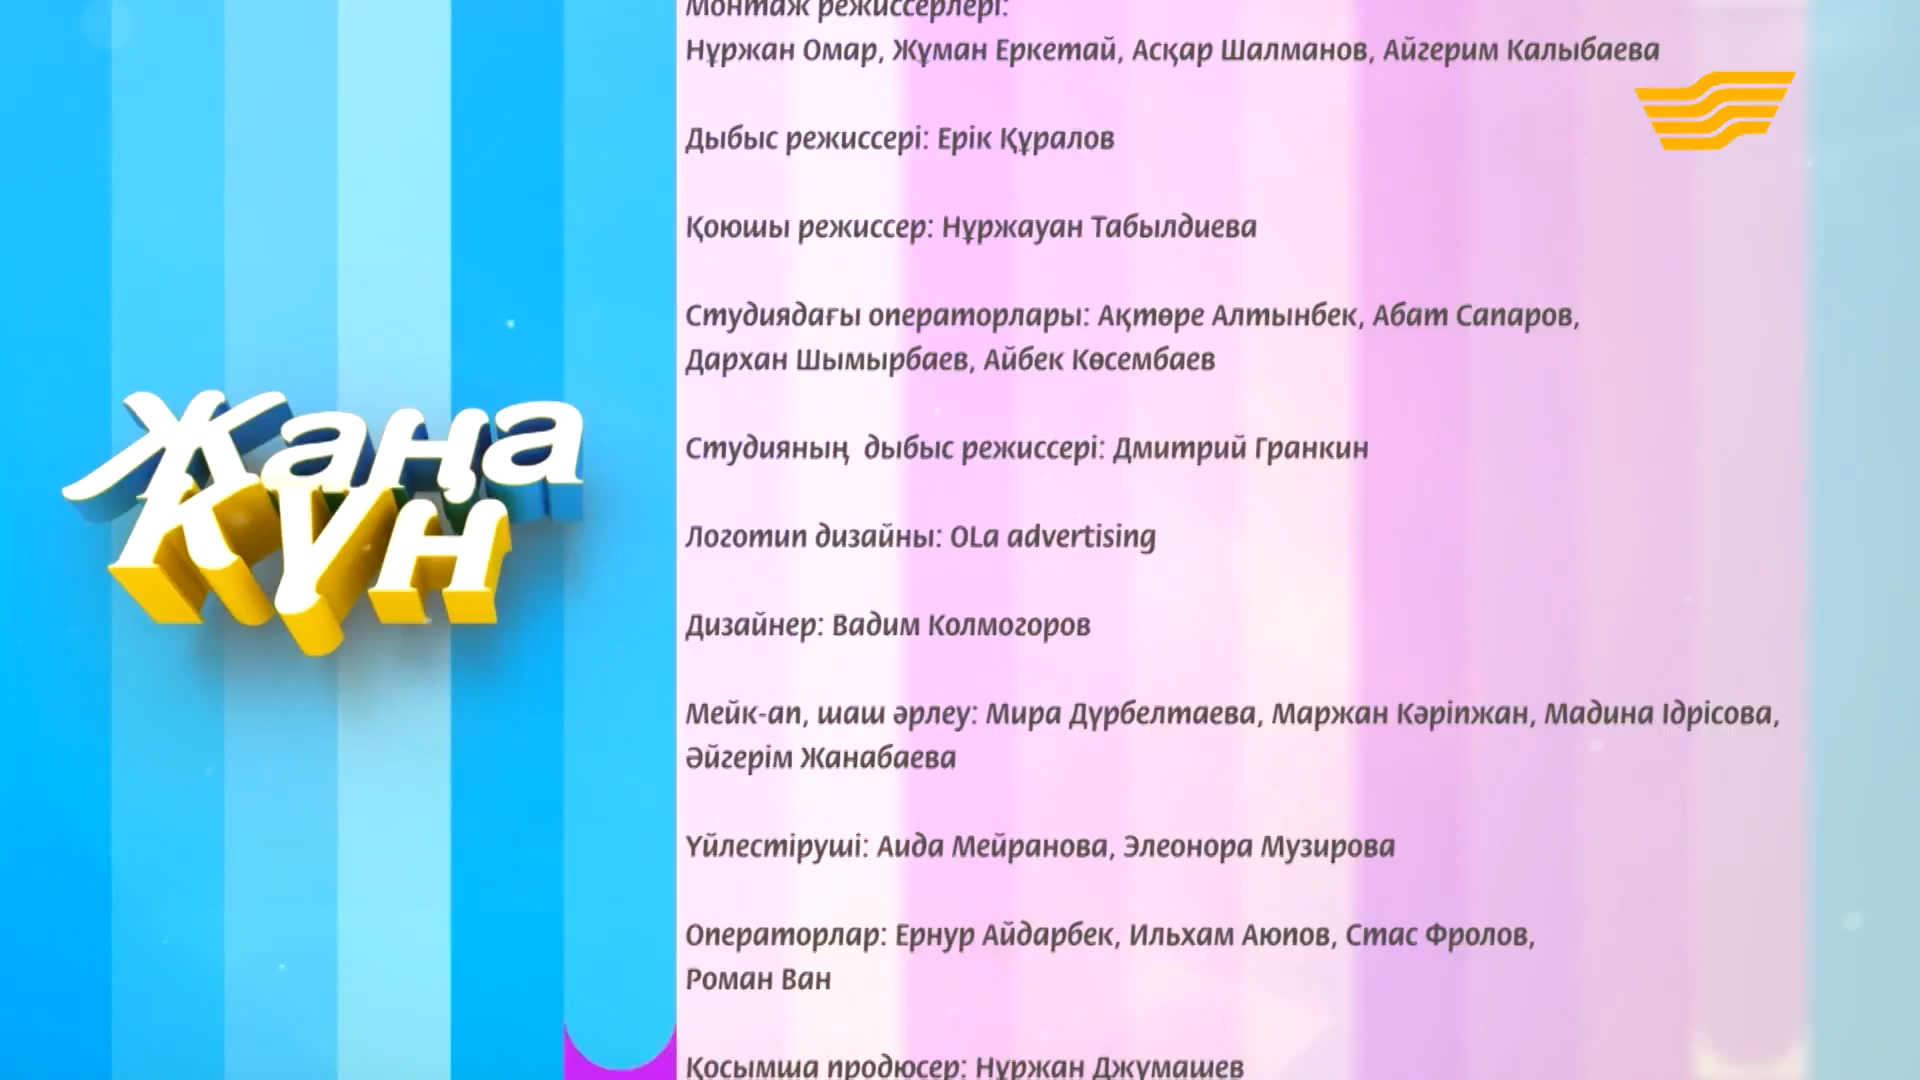 Жаңа
Күн
Монтаж режиссерлері:
Нұржан Омар, Жұман Еркетай, Асқар Шалманов, Айгерим Калыбаева
Дыбыс режиссері: Ерік Құралов
Қоюшы режиссер: Нұржауан Табылдиева
Студиядағы операторлары: Ақтөре Алтынбек, Абат Сапаров,
Дархан Шымырбаев, Айбек Көсембаев
Студияның дыбыс режиссері: Дмитрий Гранкин
Логотип дизайны: OLa advertising
Дизайнер: Вадим Колмогоров
Мейк-ап, шаш әрлеу: Мира Дүрбелтаева, Маржан Кәріпжан, Мадина Ідрісова,
Әйгерім Жанабаева
Үйлестіруші: Аида Мейранова, Элеонора Музирова
Операторлар: Ернур Айдарбек, Ильхам Аюпов, Стас Фролов,
Роман Ван
Қосымша продюсер: Нұржан Джумашев